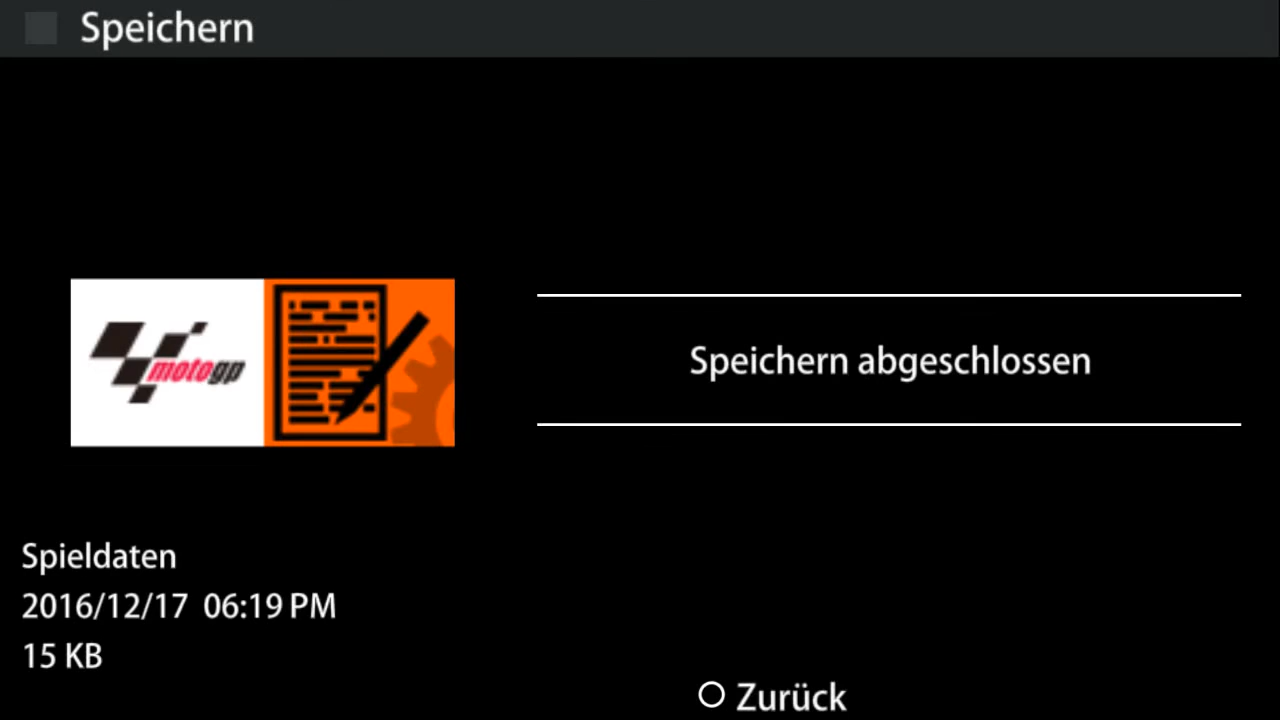 Speichern
motogp
Speichern abgeschlossen
Spieldaten
2016/12/17 06:19 PM
15 KB
Zurück